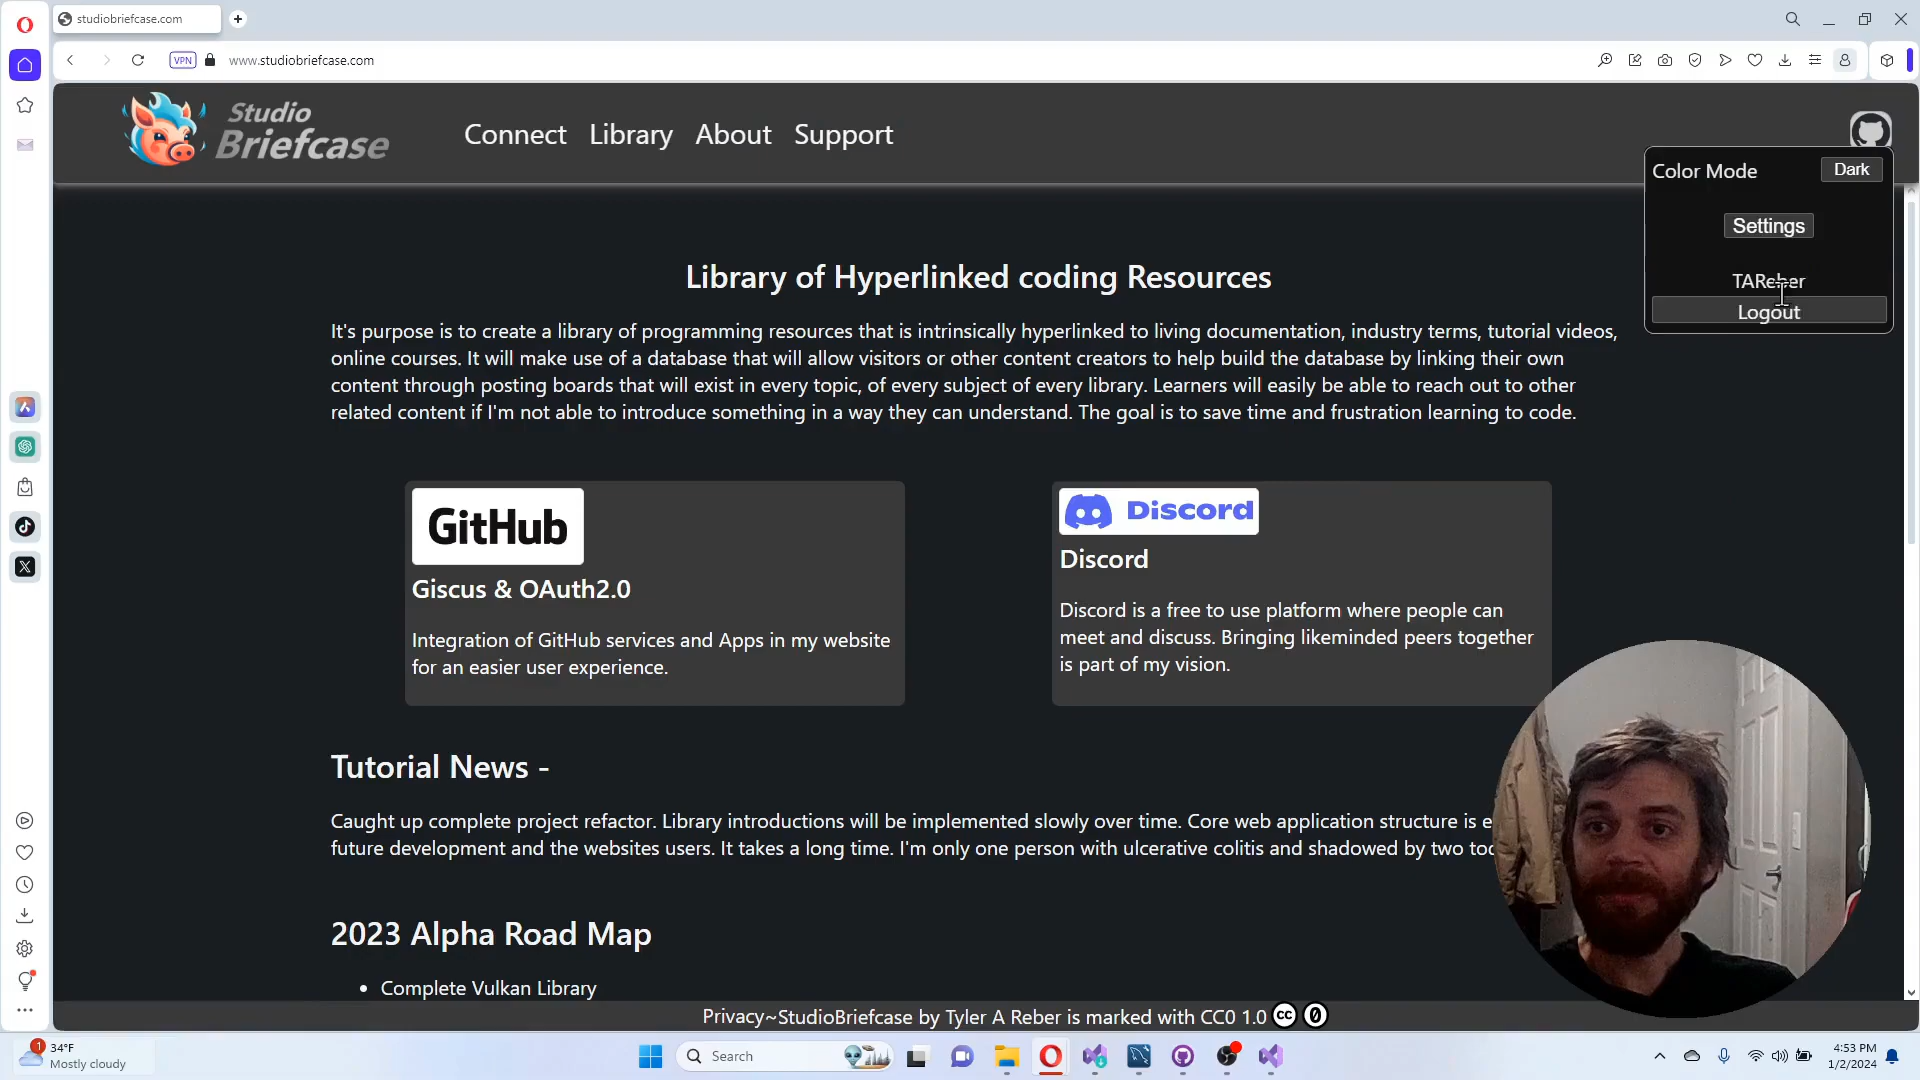 studiobriefcase.com
VPN
www.studiobriefcase.com
Studio
Briefcase
Connect
Library
About
Support
Color Mode
Dark
Settings
TAReber
Logout
Library of Hyperlinked coding Resources
It's purpose is to create a library of programming resources that is intrinsically hyperlinked to living documentation, industry terms, tutorial videos,
online courses. It will make use of a database that will allow visitors or other content creators to help build the database by linking their own
content through posting boards that will exist in every topic, of every subject of every library. Learners will easily be able to reach out to other
related content if I'm not able to introduce something in a way they can understand. The goal is to save time and frustration learning to code.
GitHub
Giscus & OAuth2.0
Integration of GitHub services and Apps in my website
for an easier user experience.
Discord
Discord
Discord is a free to use platform where people can
meet and discuss. Bringing likeminded peers together
is part of my vision.
Tutorial News -
Caught up complete project refactor. Library introductions will be implemented slowly over time. Core web application structure is
future development and the websites users. It takes a long time. I'm only one person with ulcerative colitis and shadowed by two
2023 Alpha Road Map
• Complete Vulkan Library
Privacy~StudioBriefcase by Tyler A Reber is marked with CC0 1.0
cc
0
1
34°F
Mostly cloudy
Search
4:53 PM
1/2/2024